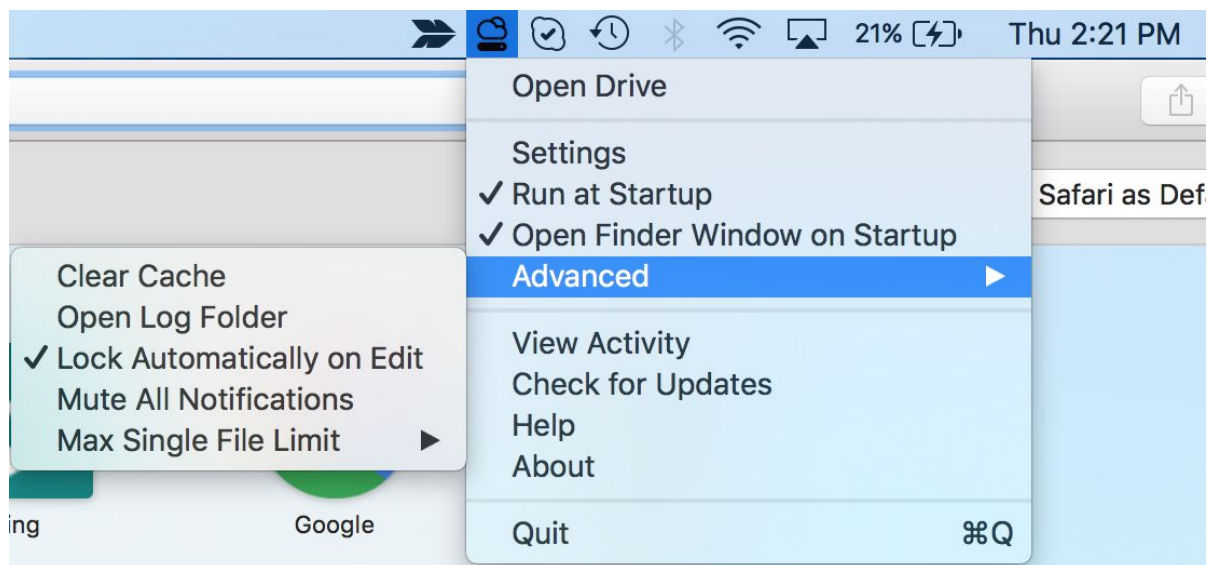 21% Thu 2:21 PM
Open Drive
Settings
✓ Run at Startup
Safari as Def
✓ Open Finder Window on Startup
Advanced ▶
Clear Cache
Open Log Folder
✓ Lock Automatically on Edit
Mute All Notifications
Max Single File Limit ▶
View Activity
Check for Updates
Help
About
Quit ⌘Q
ing
Google